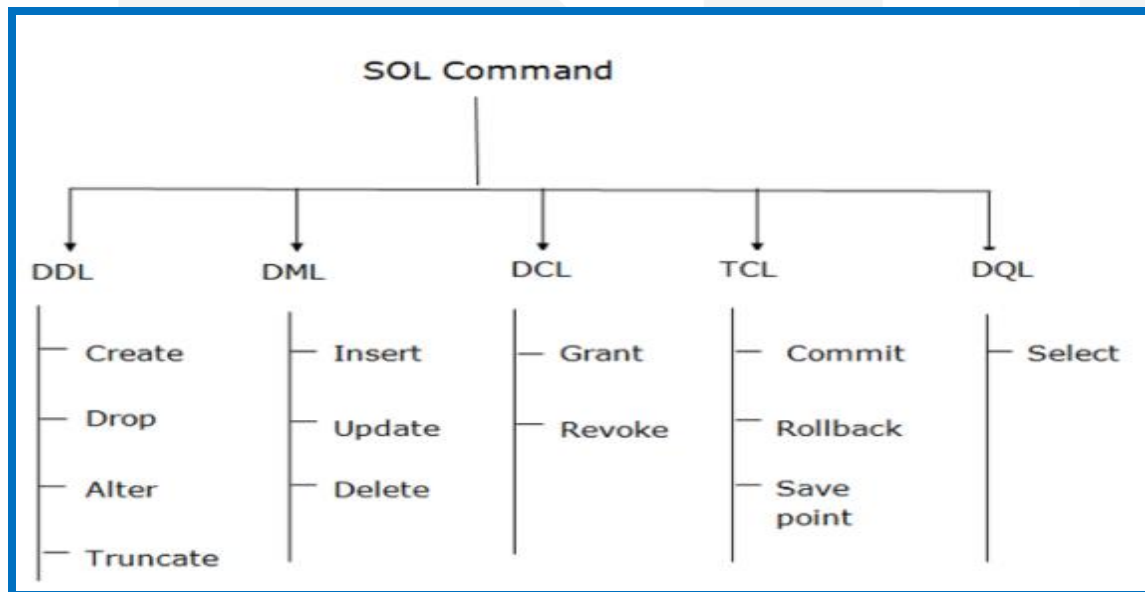 SOL Command
DDL
DML
DCL
TCL
DQL
Create
Drop
Alter
Truncate
Insert
Update
Delete
Grant
Revoke
Commit
Rollback
Save
point
Select